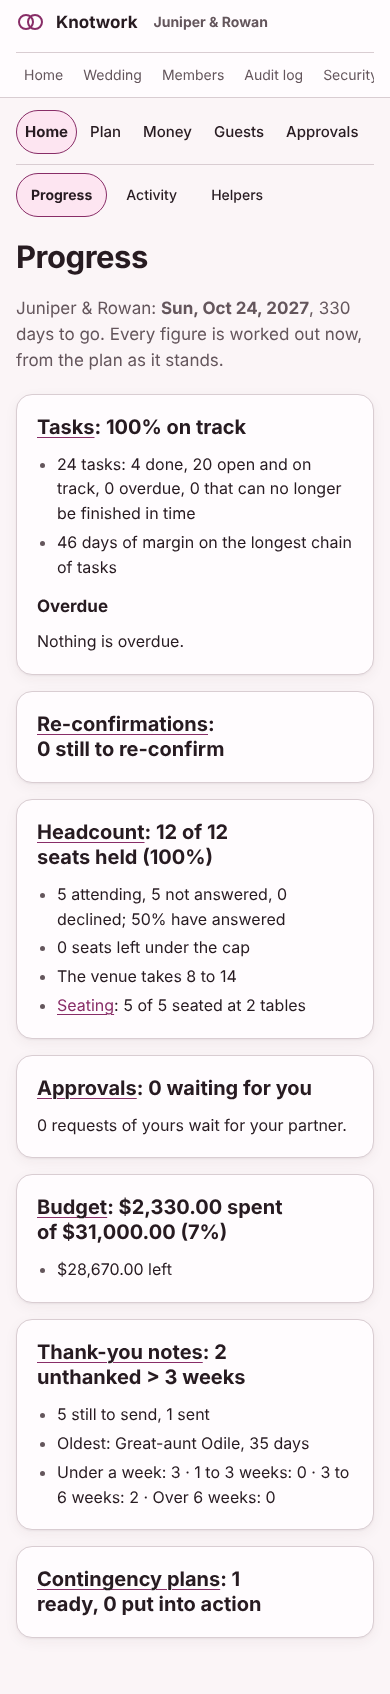 Knotwork Juniper & Rowan
Home Wedding Members Audit log Security
Home Plan Money Guests Approvals
Progress Activity Helpers
Progress
Juniper & Rowan: Sun, Oct 24, 2027, 330
days to go. Every figure is worked out now,
from the plan as it stands.
Tasks: 100% on track
• 24 tasks: 4 done, 20 open and on
track, 0 overdue, 0 that can no longer
be finished in time
• 46 days of margin on the longest chain
of tasks
Overdue
Nothing is overdue.
Re-confirmations:
0 still to re-confirm
Headcount: 12 of 12
seats held (100%)
• 5 attending, 5 not answered, 0
declined; 50% have answered
• 0 seats left under the cap
• The venue takes 8 to 14
• Seating: 5 of 5 seated at 2 tables
Approvals: 0 waiting for you
0 requests of yours wait for your partner.
Budget: $2,330.00 spent
of $31,000.00 (7%)
• $28,670.00 left
Thank-you notes: 2
unthanked > 3 weeks
• 5 still to send, 1 sent
• Oldest: Great-aunt Odile, 35 days
• Under a week: 3 · 1 to 3 weeks: 0 · 3 to
6 weeks: 2 · Over 6 weeks: 0
Contingency plans: 1
ready, 0 put into action